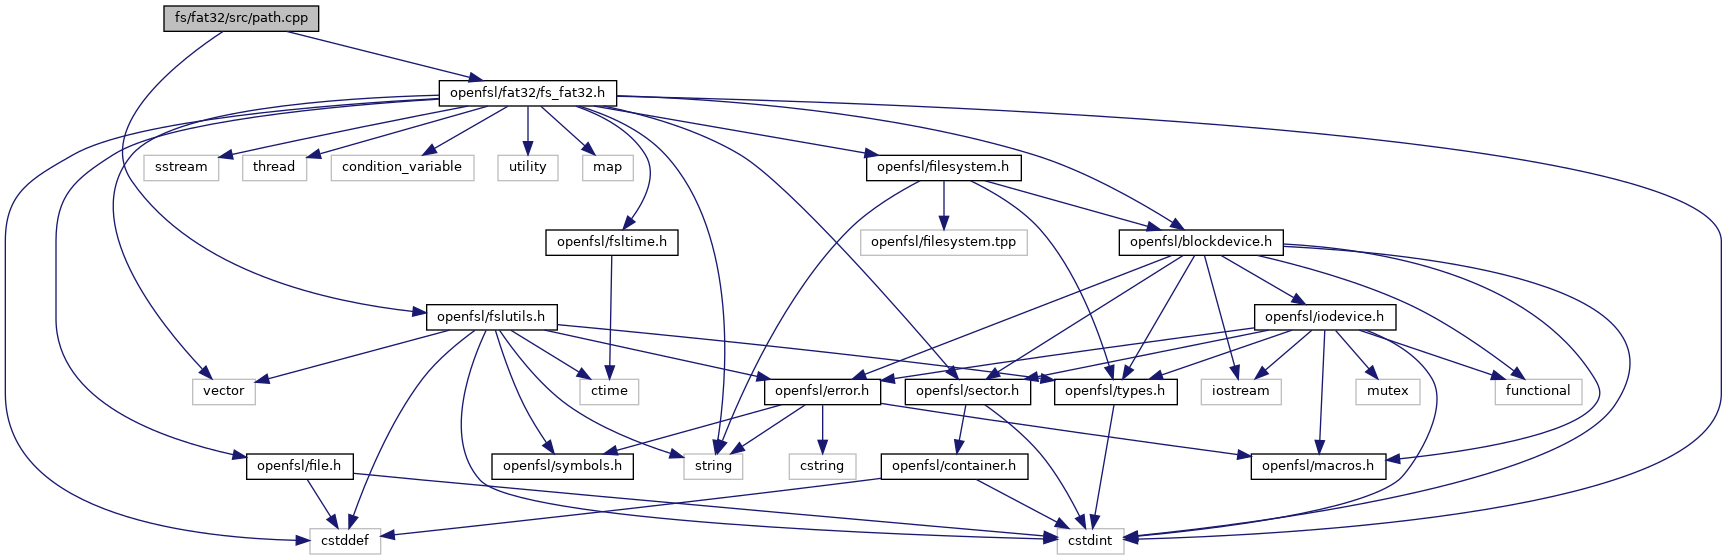 fs/fat32/src/path.cpp
openfsl/fat32/fs_fat32.h
sstream
thread
condition_variable
utility
map
openfsl/filesystem.h
openfsl/fsltime.h
openfsl/filesystem.tpp
openfsl/blockdevice.h
openfsl/fslutils.h
openfsl/iodevice.h
vector
ctime
openfsl/error.h
openfsl/sector.h
openfsl/types.h
iostream
mutex
functional
openfsl/file.h
openfsl/symbols.h
string
cstring
openfsl/container.h
openfsl/macros.h
cstddef
cstdint